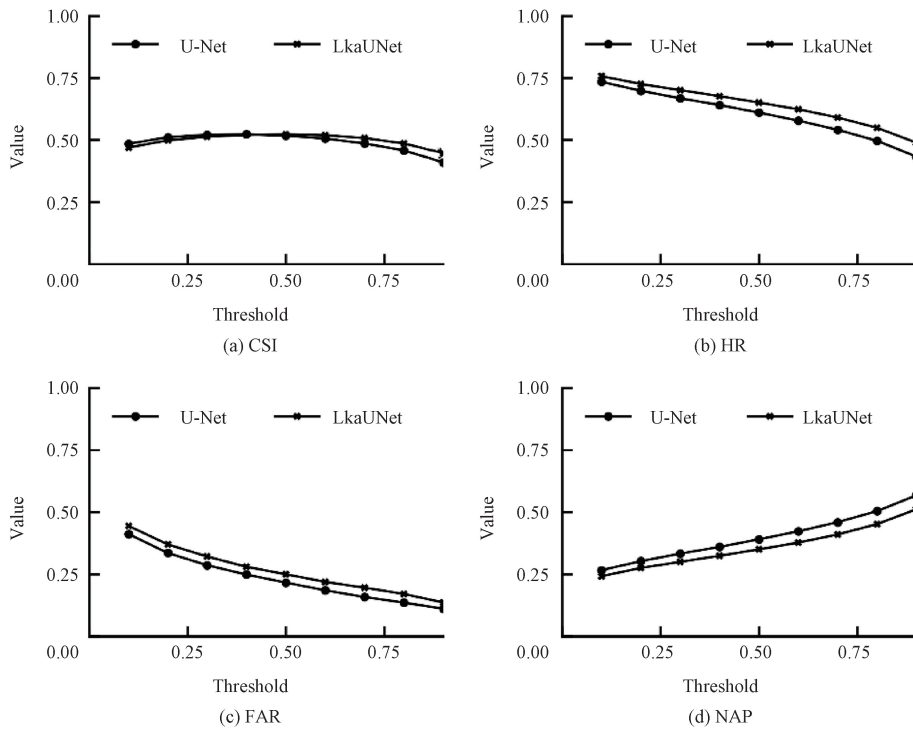 1.00
U-Net
LkaUNet
0.75
Value
0.50
0.25
0.00
0.25
0.50
0.75
Threshold
(a) CSI
1.00
U-Net
LkaUNet
0.75
Value
0.50
0.25
0.00
0.25
0.50
0.75
Threshold
(b) HR
1.00
U-Net
LkaUNet
0.75
Value
0.50
0.25
0.00
0.25
0.50
0.75
Threshold
(c) FAR
1.00
U-Net
LkaUNet
0.75
Value
0.50
0.25
0.00
0.25
0.50
0.75
Threshold
(d) NAP